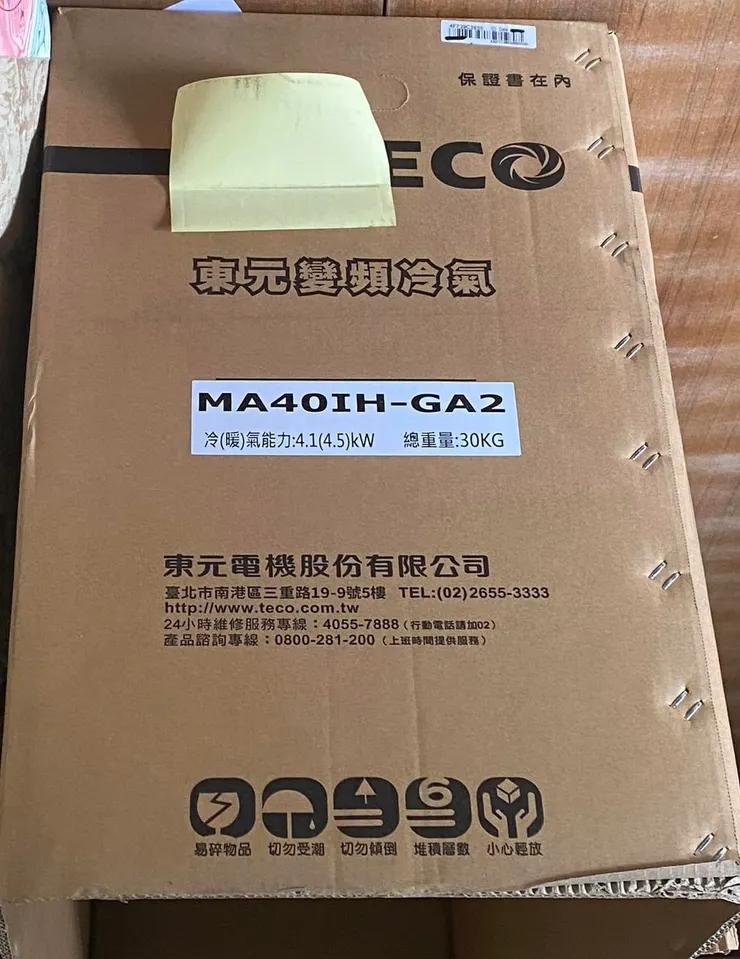 保證書在內
ECO
東元變頻冷氣
MA40IH-GA2
冷(暖)氣能力:4.1(4.5)kW 總重量:30KG
東元電機股份有限公司
臺北市南港區三重路19-9號5樓 TEL:(02)2655-3333
http://www.teco.com.tw
24小時維修服務專線：4055-7888（行動電話請加02）
產品諮詢專線：0800-281-200（上班時間提供服務）
6
易碎物品 切勿受潮 切勿傾倒 堆積層數 小心輕放